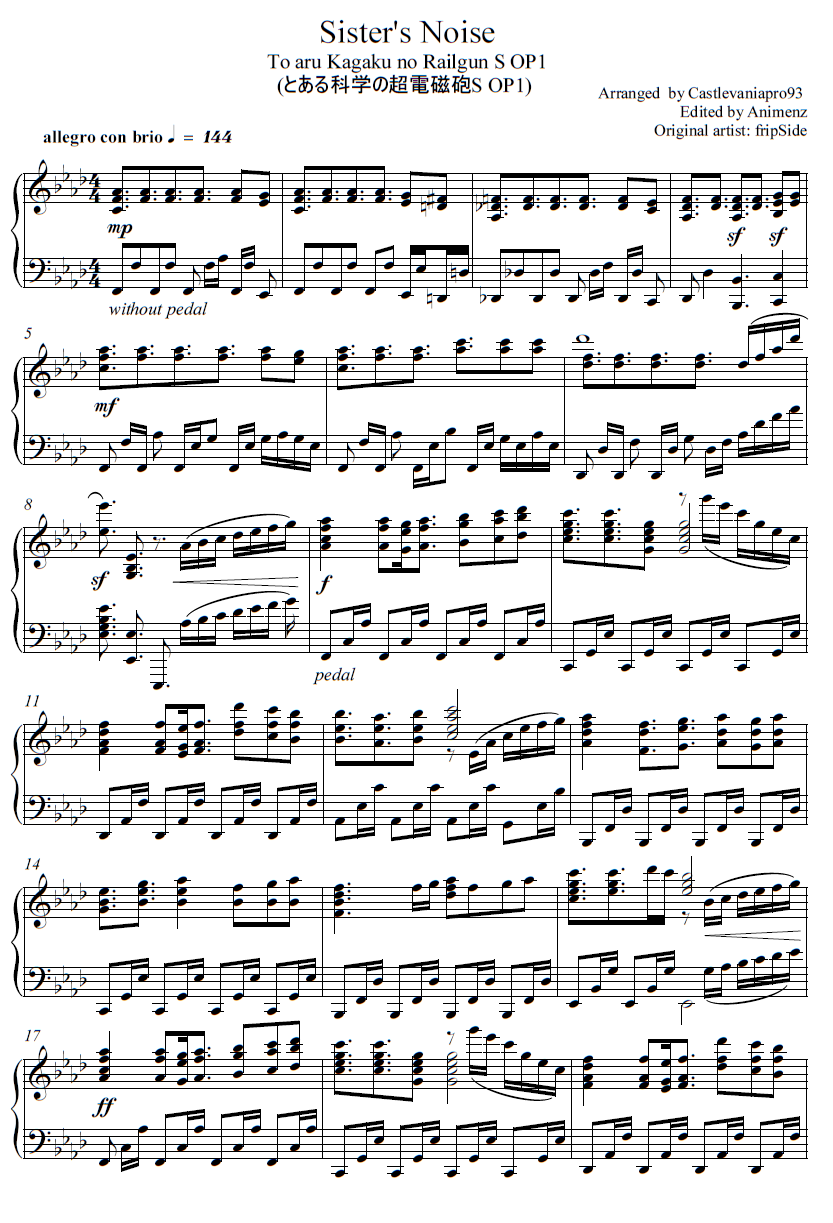 Sister's Noise
To aru Kagaku no Railgun S OP1
(とある科学の超電磁砲S OP1)
Arranged by Castlevaniapro93
Edited by Animenz
Original artist: fripSide
allegro con brio ♩ = 144
4 4
mp
sf sf
4 4
without pedal
5
mf
8
sf
f
pedal
11
14
17
ff